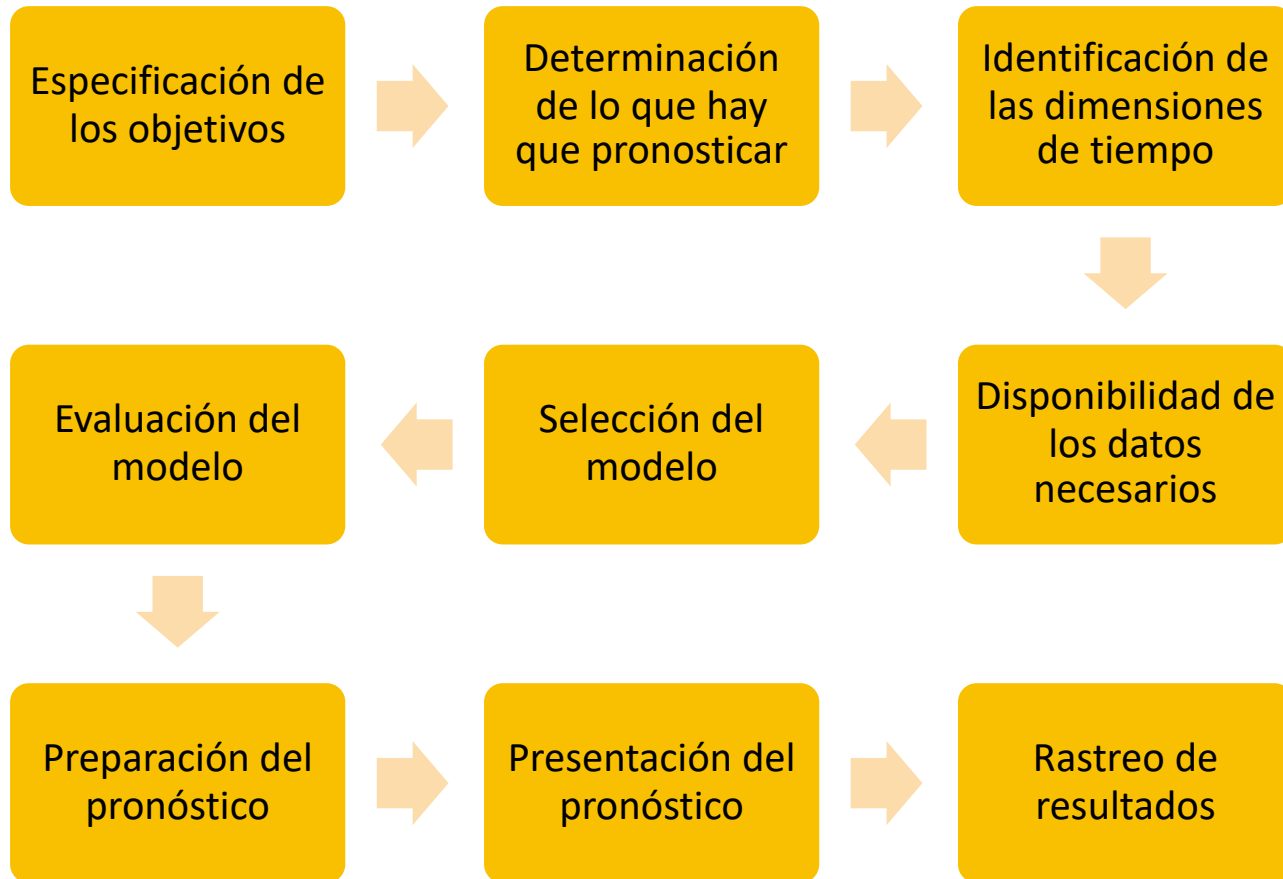 Especificación de
los objetivos
Determinación
de lo que hay
que pronosticar
Identificación de
las dimensiones
de tiempo
Disponibilidad de
los datos
necesarios
Selección del
modelo
Evaluación del
modelo
Preparación del
pronóstico
Presentación del
pronóstico
Rastreo de
resultados